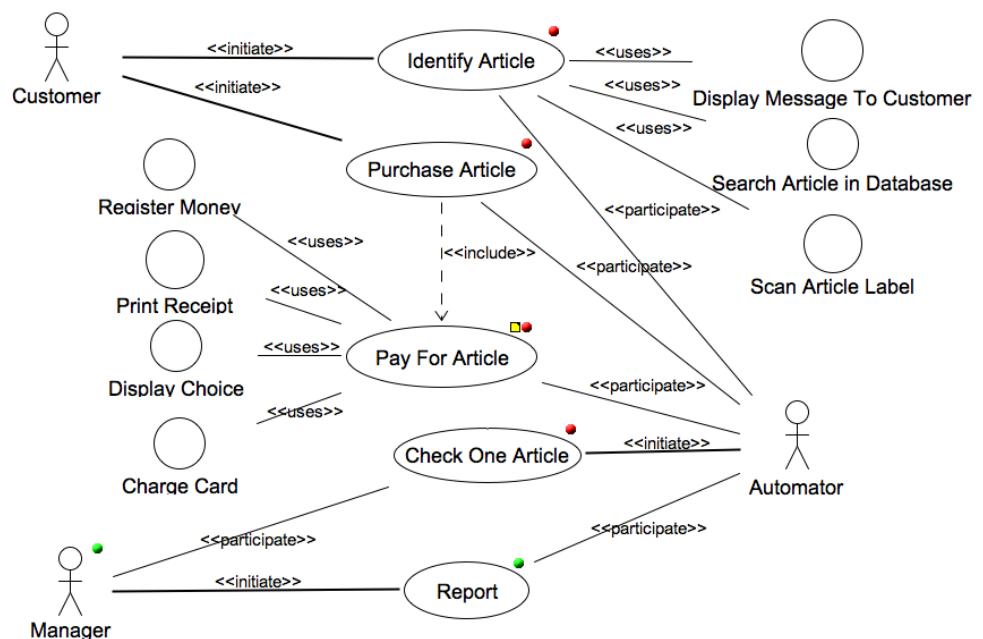 <<initiate>>
Identify Article
<<uses>>
Customer
<<initiate>>
<<uses>>
Display Message To Customer
<<uses>>
Purchase Article
Search Article in Database
Register Money
<<participate>>
<<uses>>
<<include>>
<<participate>>
Scan Article Label
Print Receipt
<<uses>>
<<uses>>
Pay For Article
Display Choice
<<participate>>
<<uses>>
Check One Article
<<initiate>>
Charge Card
Automator
<<participate>>
<<participate>>
<<initiate>>
Report
Manager